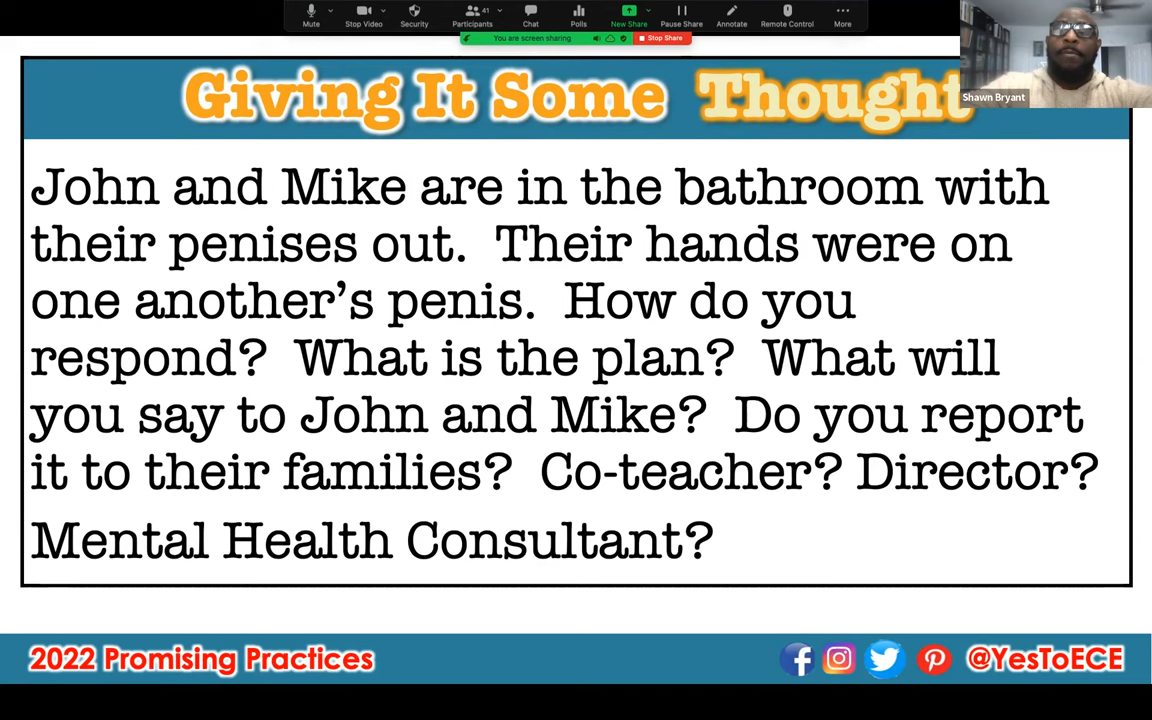 Mute
Stop Video
Security
Participants
41
Chat
Polls
New Share
Pause Share
Annotate
Remote Control
More
You are screen sharing
Stop Share
Shawn Bryant
Giving It Some Thought
John and Mike are in the bathroom with
their penises out. Their hands were on
one another's penis. How do you
respond? What is the plan? What will
you say to John and Mike? Do you report
it to their families? Co-teacher? Director?
Mental Health Consultant?
2022 Promising Practices
@YesToECE